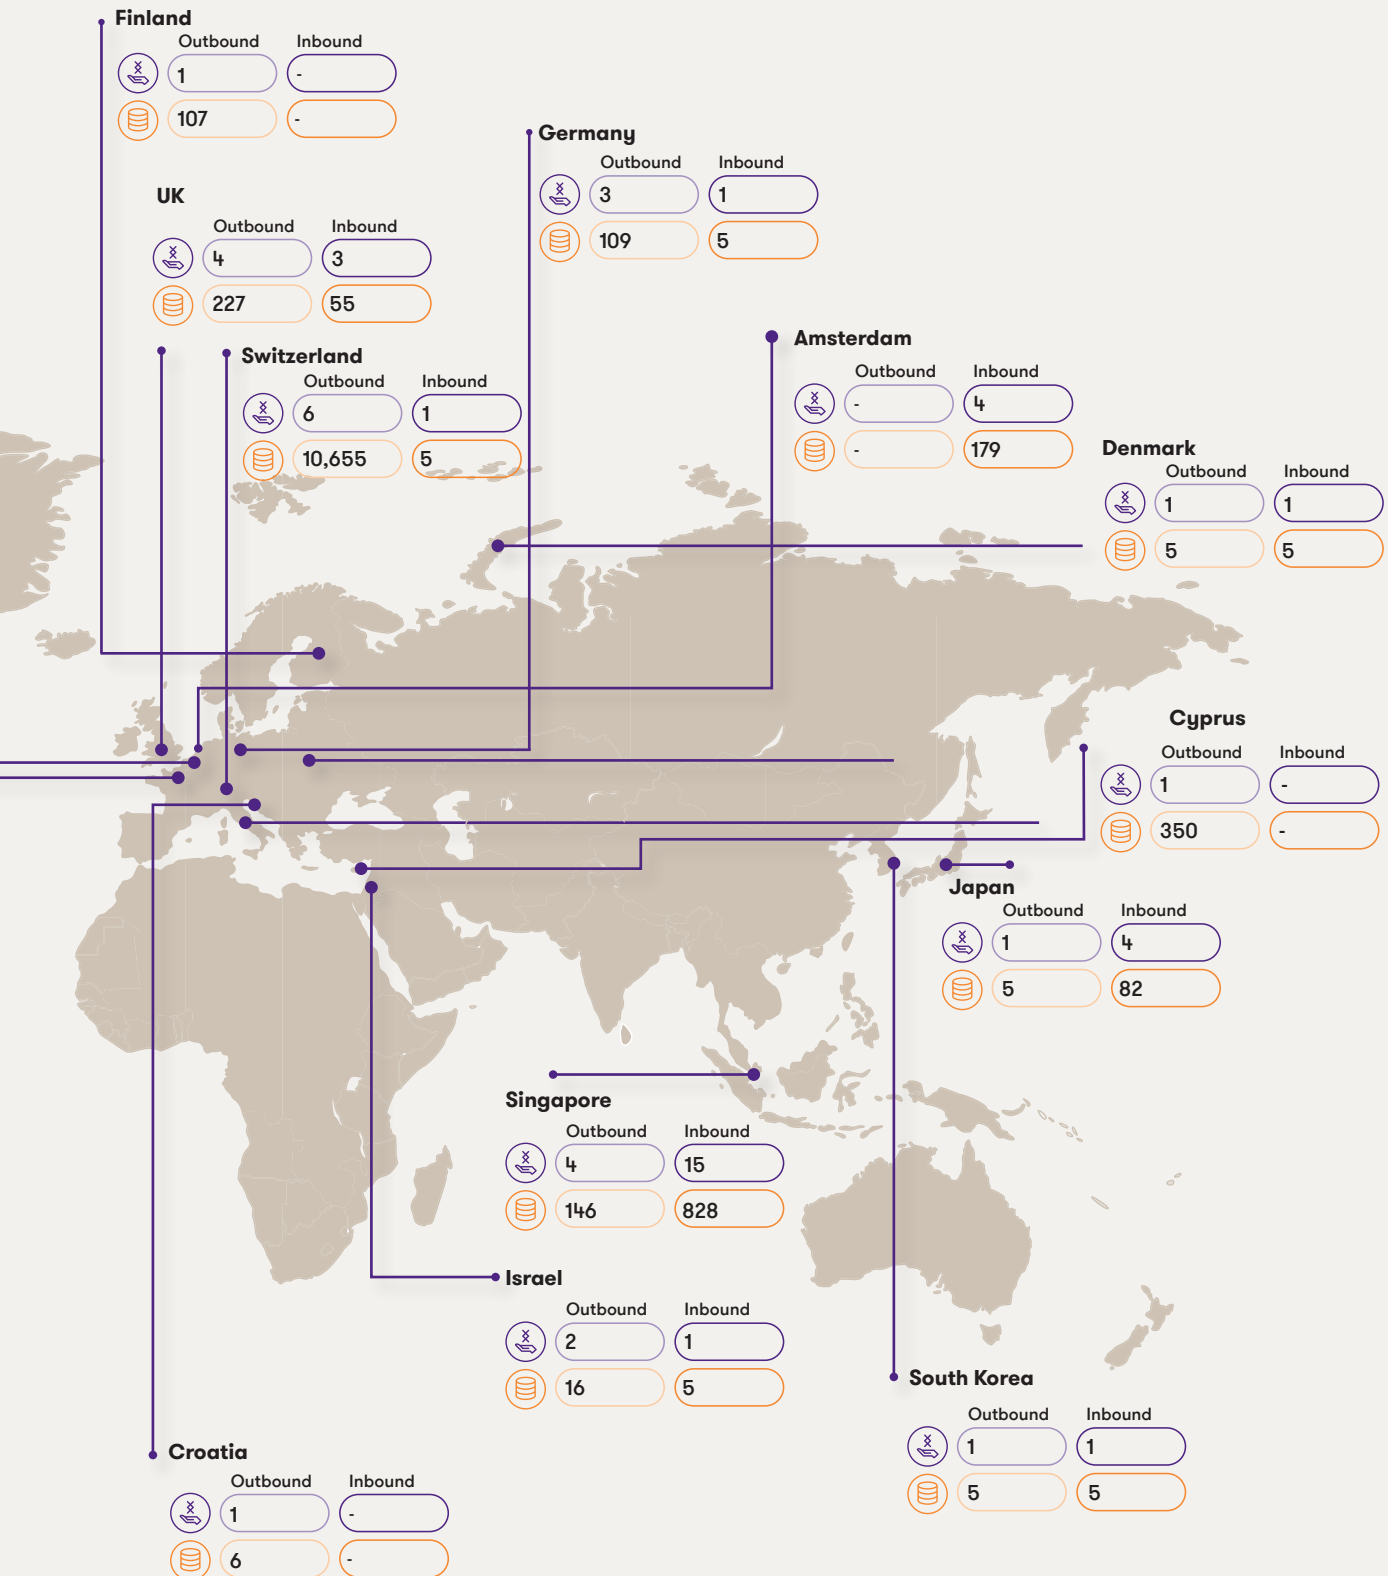 Finland
Outbound Inbound
1 -
107 -
Germany
Outbound Inbound
3 1
109 5
UK
Outbound Inbound
4 3
227 55
Amsterdam
Outbound Inbound
- 4
- 179
Switzerland
Outbound Inbound
6 1
10,655 5
Denmark
Outbound Inbound
1 1
5 5
Cyprus
Outbound Inbound
1 -
350 -
Japan
Outbound Inbound
1 4
5 82
Singapore
Outbound Inbound
4 15
146 828
Israel
Outbound Inbound
2 1
16 5
South Korea
Outbound Inbound
1 1
5 5
Croatia
Outbound Inbound
1 -
6 -